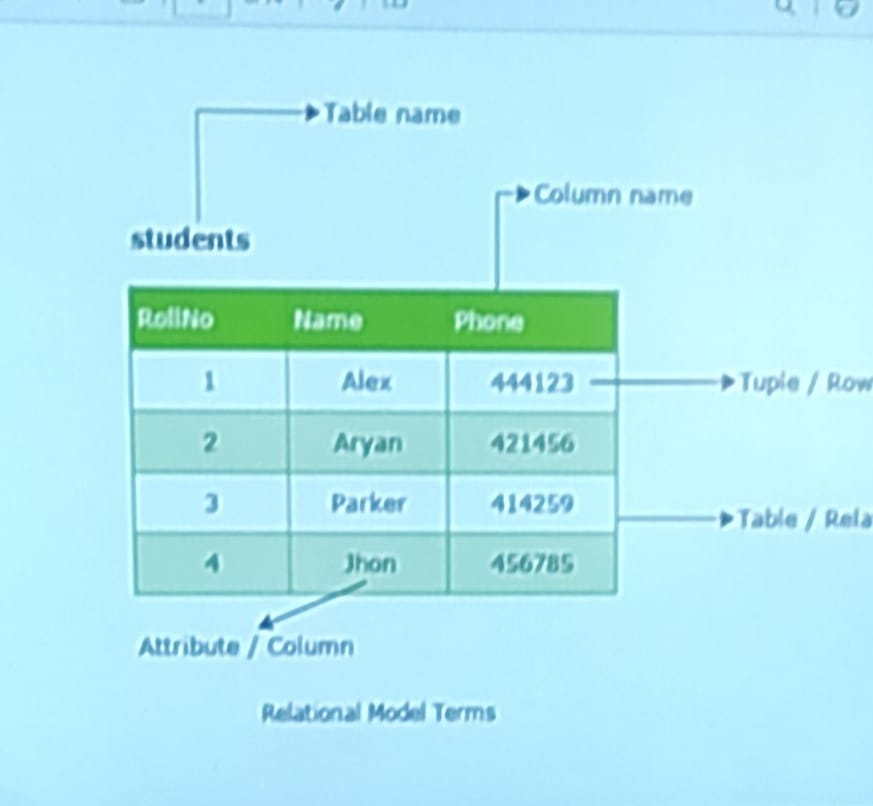 Table name
Column name
students
RollNo Name Phone
1 Alex 444123
Tuple / Row
2 Aryan 421456
3 Parker 414259
Table / Rela
4 Jhon 456785
Attribute / Column
Relational Model Terms